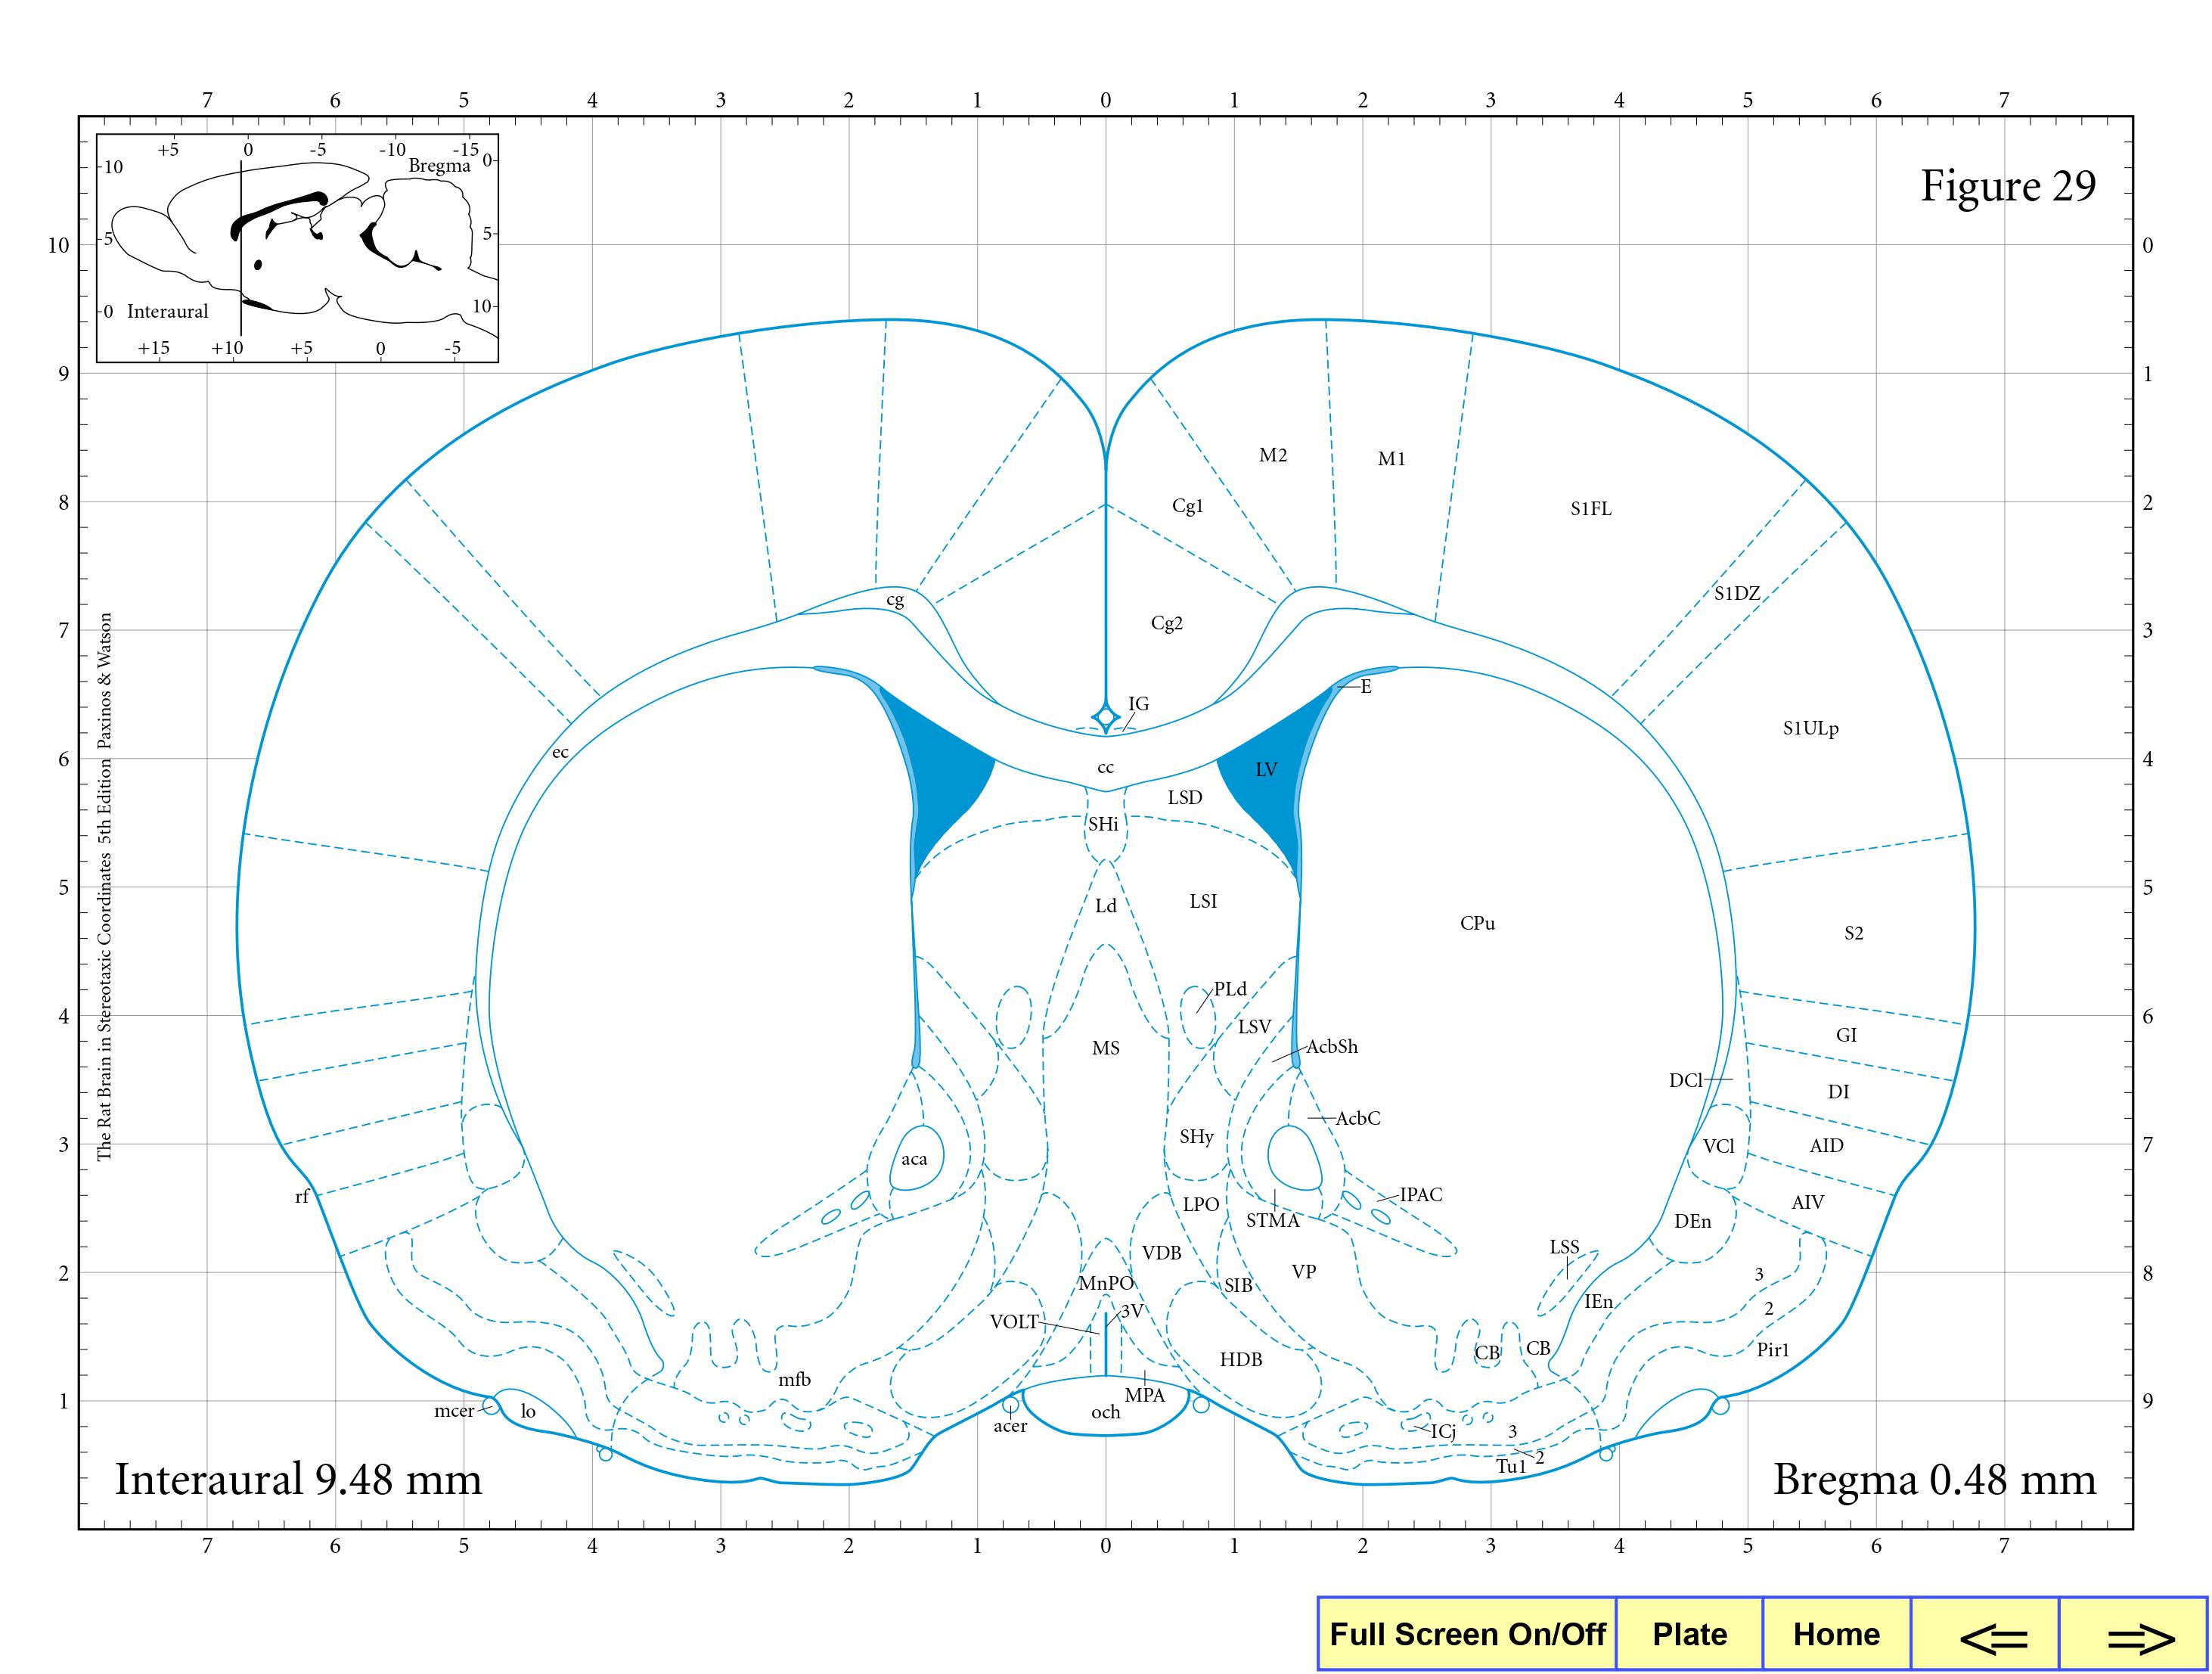 7 6 5 4 3 2 1 0 1 2 3 4 5 6 7
+5 0 -5 -10 -15
Bregma
10 0
5 5
0 Interaural 10
+15 +10 +5 0 -5
Figure 29
10 0
9 1
8 2
7 3
6 4
5 5
4 6
3 7
2 8
1 9
The Rat Brain in Stereotaxic Coordinates 5th Edition Paxinos & Watson
M2
M1
Cg1
S1FL
S1DZ
cg
Cg2
E
IG
S1ULp
ec
cc
LV
LSD
SHi
LSI
Ld
CPu
S2
PLd
LSV
GI
MS
AcbSh
DCl
DI
AcbC
SHy
VCl
AID
aca
rf
IPAC
LPO
AIV
STMA
DEn
LSS
VDB
VP
3
MnPO
SIB
IEn
2
3V
VOLT
CB
CB
Pir1
HDB
mfb
MPA
mcer
lo
acer
och
ICj
3
2
Tu1
Interaural 9.48 mm
Bregma 0.48 mm
7 6 5 4 3 2 1 0 1 2 3 4 5 6 7
Full Screen On/Off Plate Home <= =>